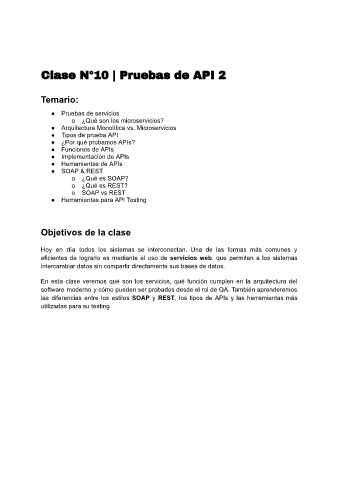 Clase N°10 | Pruebas de API 2
Temario:
● Pruebas de servicios
○ ¿Qué son los microservicios?
● Arquitectura Monolítica vs. Microservicios
● Tipos de prueba API
● ¿Por qué probamos APIs?
● Funciones de APIs
● Implementación de APIs
● Herramientas de APIs
● SOAP & REST
○ ¿Qué es SOAP?
○ ¿Qué es REST?
○ SOAP vs REST
● Herramientas para API Testing
Objetivos de la clase
Hoy en día todos los sistemas se interconectan. Una de las formas más comunes y
eficientes de lograrlo es mediante el uso de servicios web, que permiten a los sistemas
intercambiar datos sin compartir directamente sus bases de datos.
En esta clase veremos qué son los servicios, qué función cumplen en la arquitectura del
software moderno y cómo pueden ser probados desde el rol de QA. También aprenderemos
las diferencias entre los estilos SOAP y REST, los tipos de APIs y las herramientas más
utilizadas para su testing.